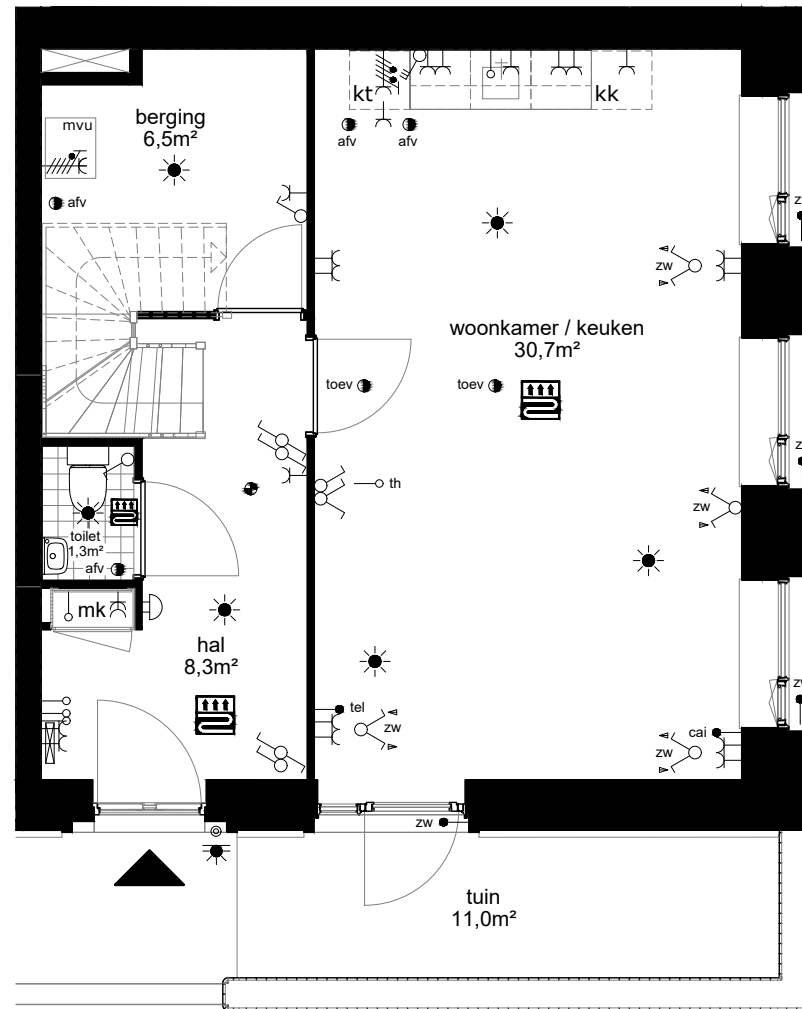 kt
kk
berging
6,5m²
mvu
afv
afv
afv
zw
woonkamer / keuken
30,7m²
toev
toev
th
zw
toilet
1,3m²
afv
mk
hal
8,3m²
tel
zw
cai
zw
zw
tuin
11,0m²